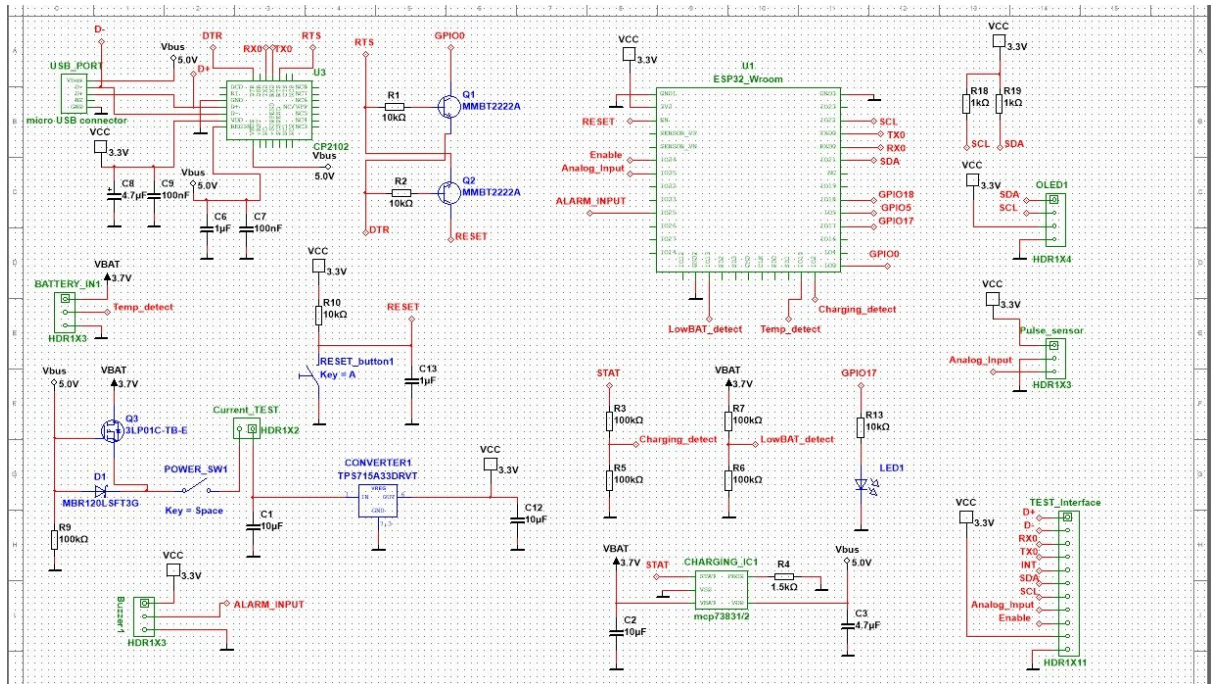 D-
DTR
RX0
TX0
RTS
RTS
GPIO0
VCC
3.3V
VCC
3.3V
Vbus
5.0V
USB_PORT
D+
U3
U1
ESP32_Wroom
R1
10kΩ
Q1
MMBT2222A
R18
1kΩ
R19
1kΩ
micro USB connector
RESET
SCL
TX0
VCC
3.3V
CP2102
Enable
RX0
SCL
SDA
Analog_Input
SDA
Vbus
5.0V
Vbus
5.0V
R2
10kΩ
Q2
MMBT2222A
VCC
3.3V
OLED1
C8
4.7µF
C9
100nF
ALARM_INPUT
GPIO18
SDA
GPIO5
SCL
C6
1µF
C7
100nF
GPIO17
DTR
RESET
GPIO0
HDR1X4
VCC
3.3V
VBAT
3.7V
BATTERY_IN1
Temp_detect
R10
10kΩ
RESET
VCC
3.3V
Charging_detect
LowBAT_detect
Temp_detect
Pulse_sensor
HDR1X3
Analog_Input
HDR1X3
RESET_button1
Key = A
C13
1µF
Vbus
5.0V
VBAT
3.7V
STAT
VBAT
3.7V
GPIO17
Q3
3LP01C-TB-E
Current_TEST
HDR1X2
R3
100kΩ
R7
100kΩ
R13
10kΩ
Charging_detect
LowBAT_detect
VCC
3.3V
D1
MBR120LSFT3G
POWER_SW1
Key = Space
CONVERTER1
TPS715A33DRVT
VREG
IN
OUT
GND
R5
100kΩ
R6
100kΩ
LED1
C1
10µF
C12
10µF
R9
100kΩ
VCC
3.3V
TEST_Interface
D+
D-
RX0
TX0
INT
SDA
SCL
Analog_Input
Enable
HDR1X11
VCC
3.3V
Buzzer1
ALARM_INPUT
HDR1X3
VBAT
3.7V
STAT
CHARGING_IC1
STAT
PROG
VSS
VBAT
VDD
mcp73831/2
R4
1.5kΩ
Vbus
5.0V
C2
10µF
C3
4.7µF